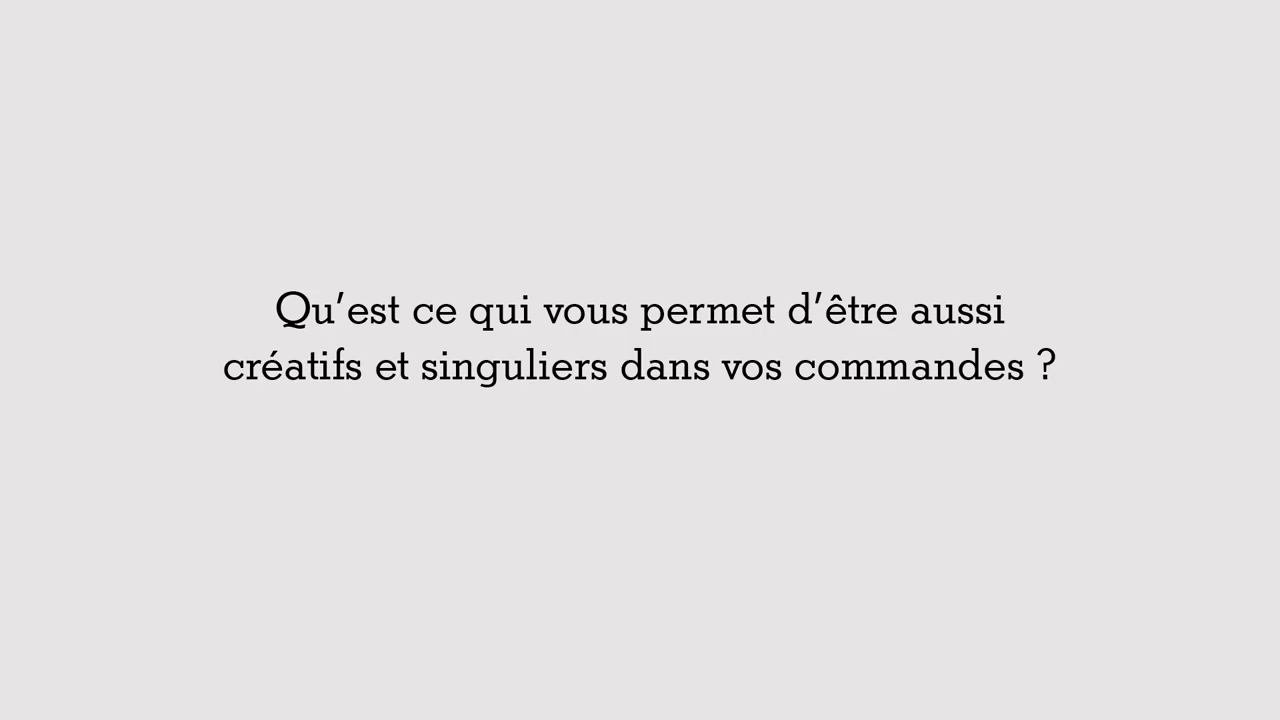 Qu’est ce qui vous permet d’être aussi
créatifs et singuliers dans vos commandes ?